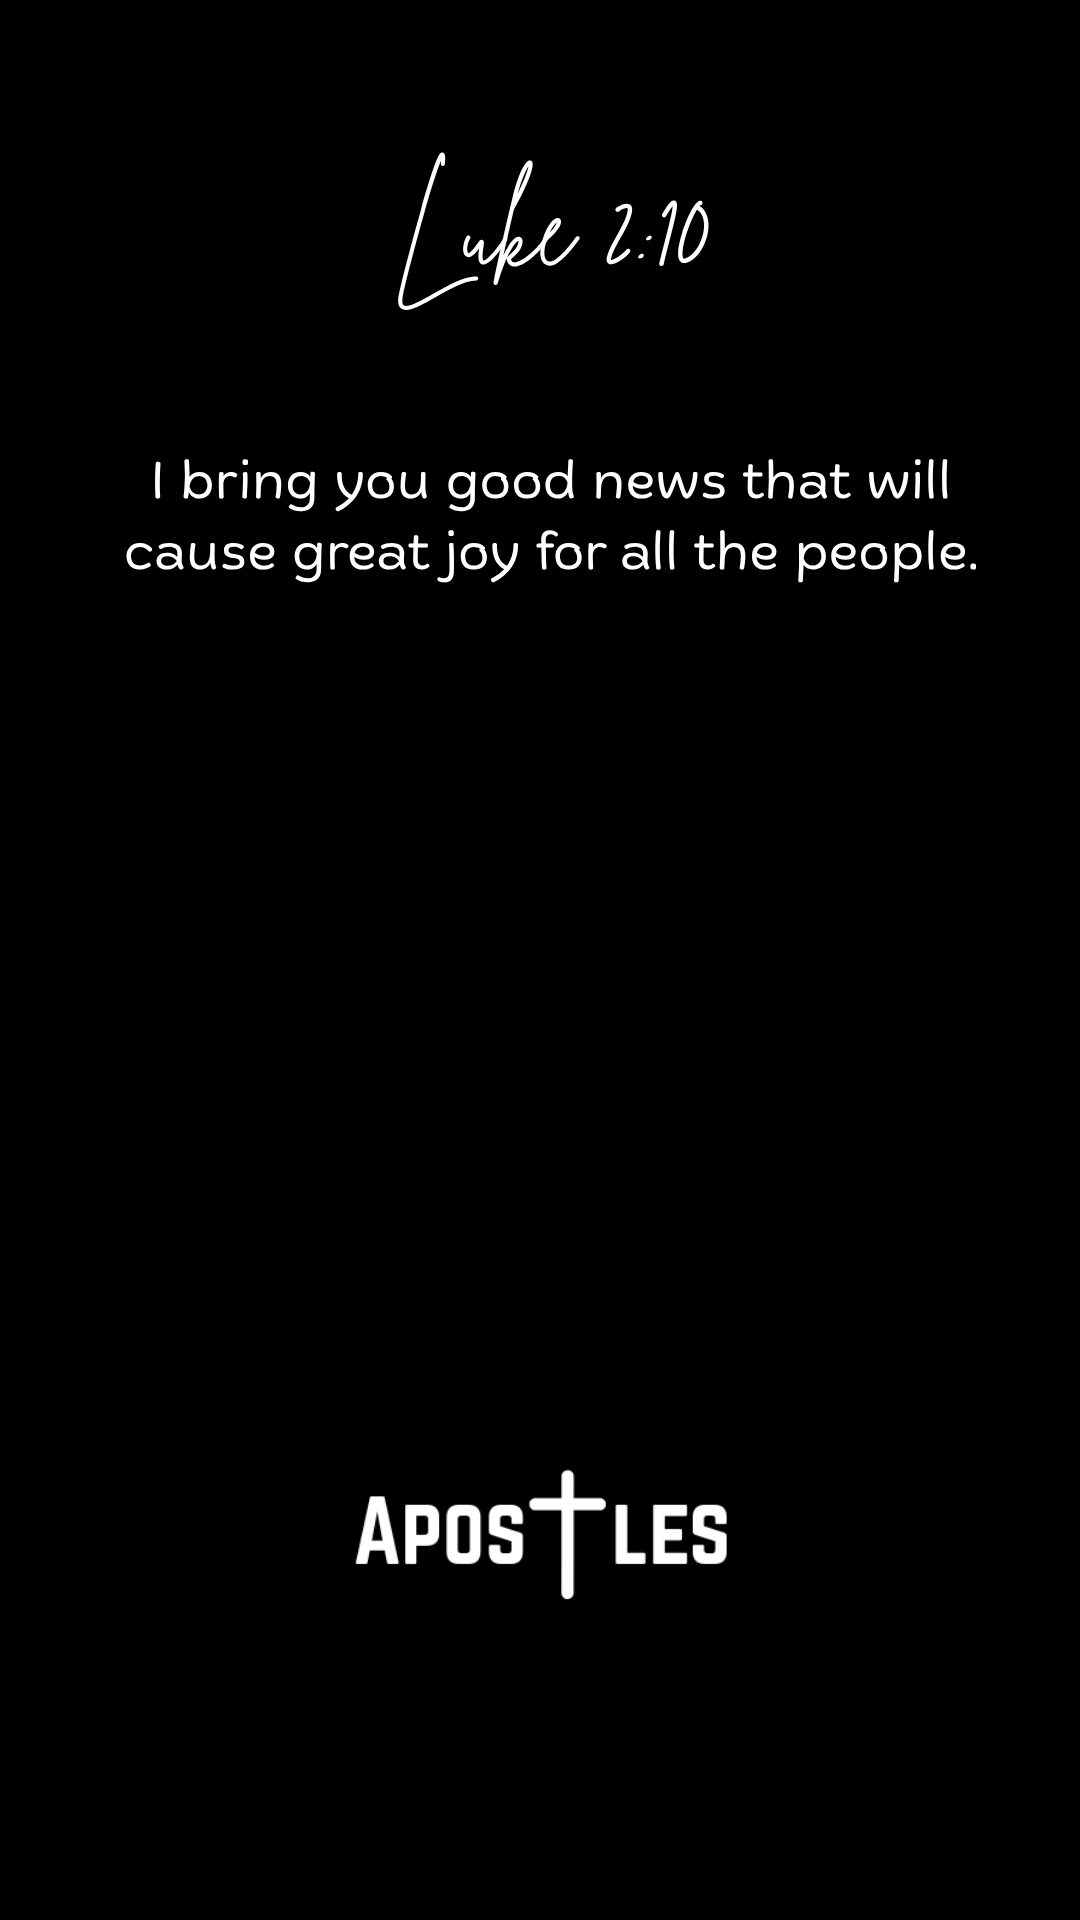 Luke 2:10
I bring you good news that will
cause great joy for all the people.
Apostles